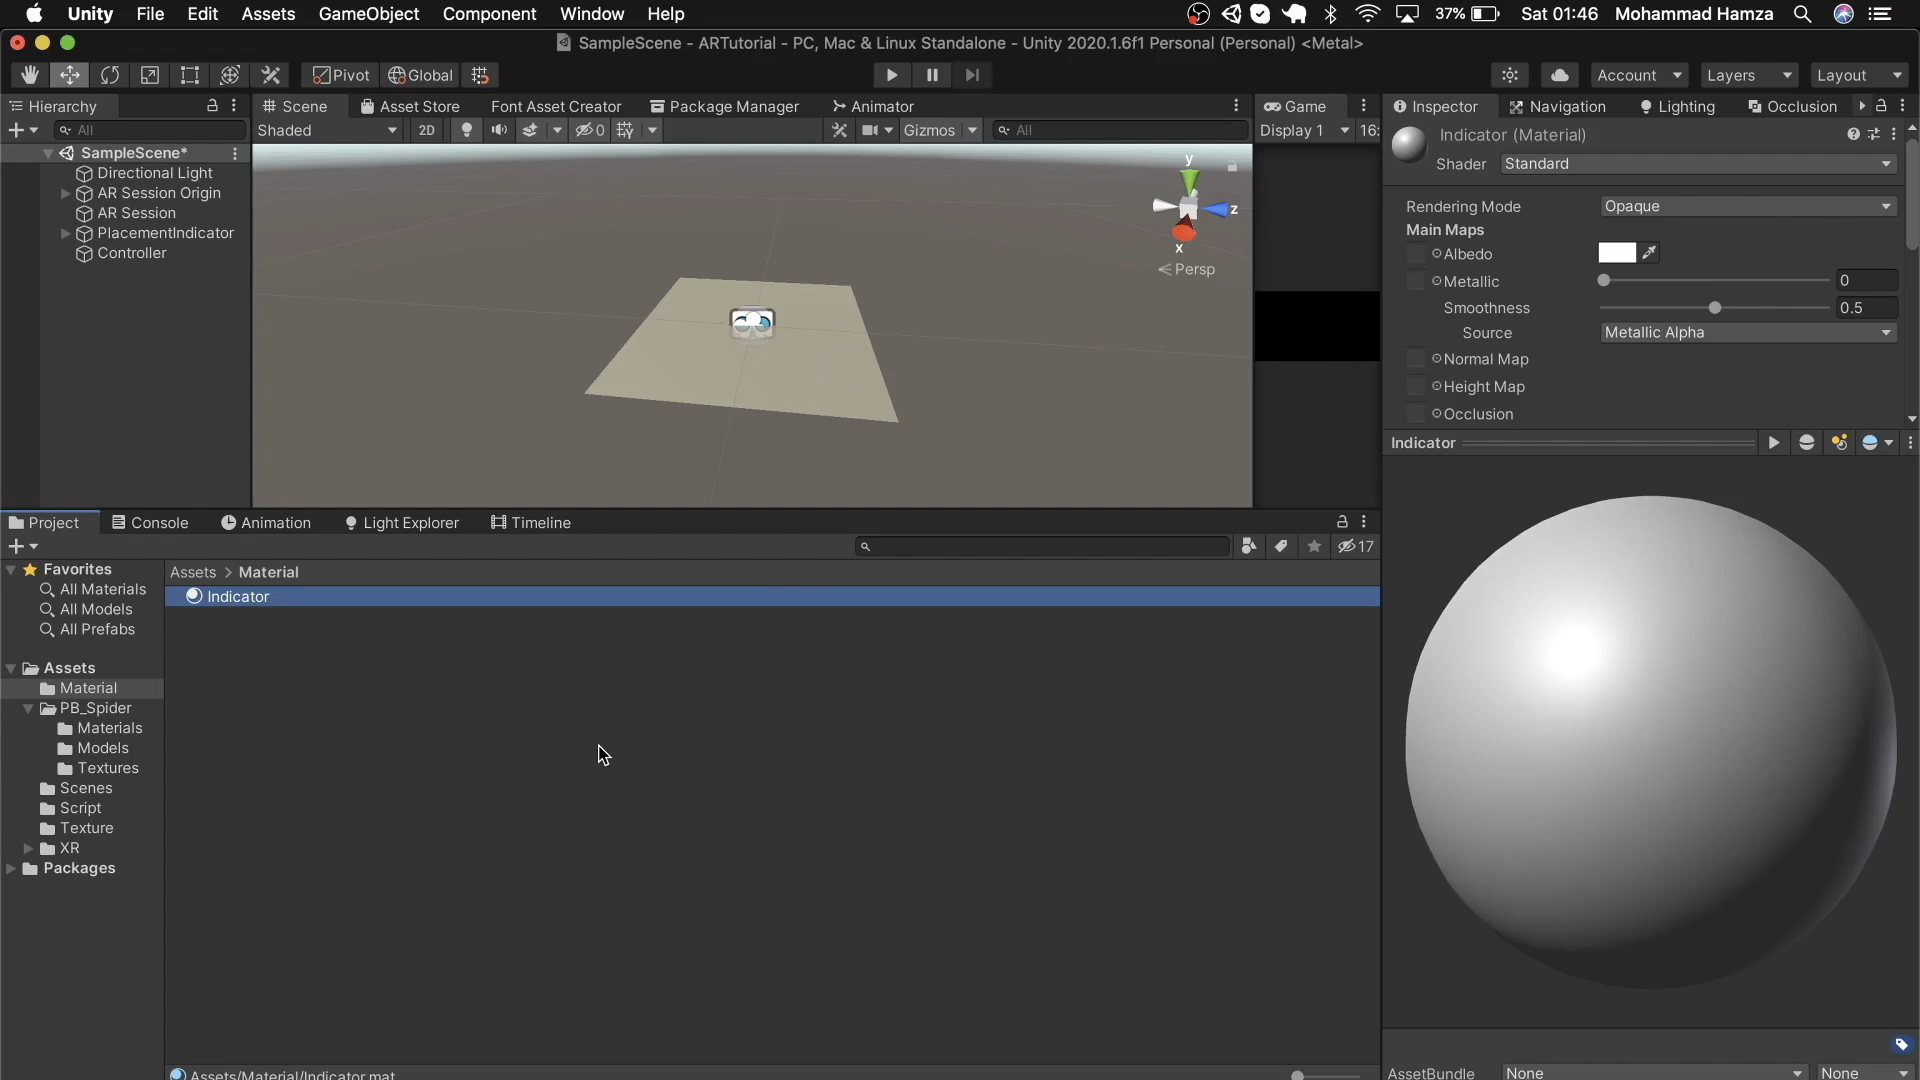 Unity File Edit Assets GameObject Component Window Help 37% Sat 01:46 Mohammad Hamza
SampleScene - ARTutorial - PC, Mac & Linux Standalone - Unity 2020.1.6f1 Personal (Personal) <Metal>
Pivot Global Account Layers Layout
Hierarchy Scene Asset Store Font Asset Creator Package Manager Animator Game Inspector Navigation Lighting Occlusion
All Shaded 2D 0 Gizmos All Display 1 16:
Indicator (Material)
Shader Standard
SampleScene*
Directional Light
AR Session Origin
AR Session
PlacementIndicator
Controller
y
z
x
Persp
Rendering Mode Opaque
Main Maps
Albedo
Metallic 0
Smoothness 0.5
Source Metallic Alpha
Normal Map
Height Map
Occlusion
Indicator
Project Console Animation Light Explorer Timeline
17
Favorites
All Materials
All Models
All Prefabs
Assets
Material
PB_Spider
Materials
Models
Textures
Scenes
Script
Texture
XR
Packages
Assets > Material
Indicator
Assets/Material/Indicator.mat
AssetBundle None None